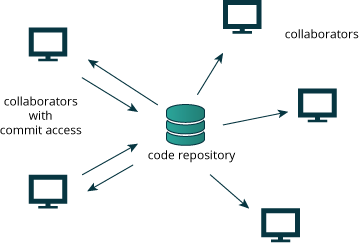 collaborators
collaborators
with
commit access
code repository